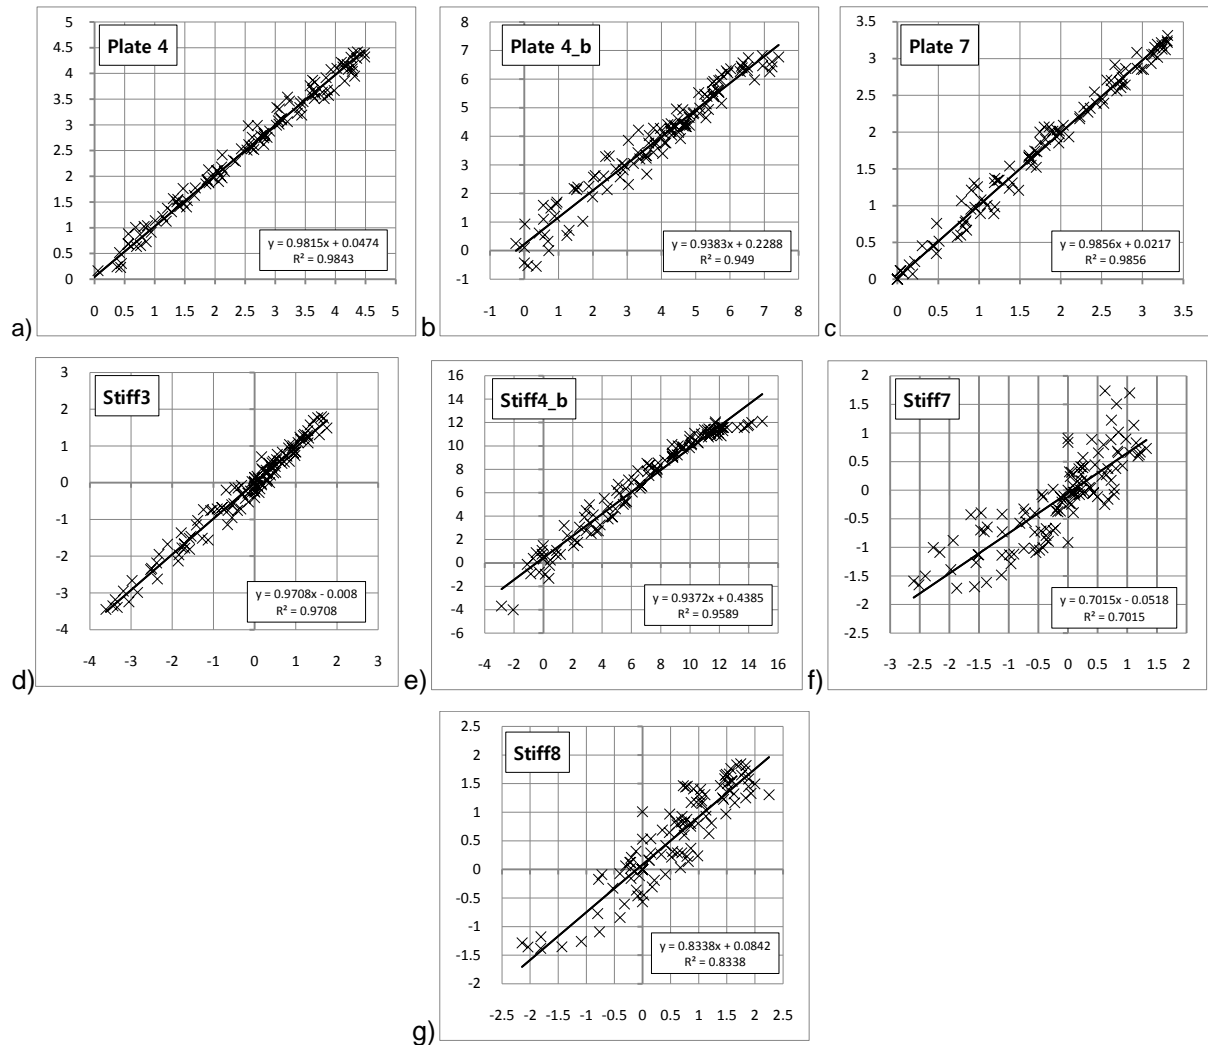 Plate 4
5
4.5
4
3.5
3
2.5
2
1.5
1
0.5
0
y = 0.9815x + 0.0474
R² = 0.9843
0 0.5 1 1.5 2 2.5 3 3.5 4 4.5 5
a)
Plate 4_b
8
7
6
5
4
3
2
1
0
-1
y = 0.9383x + 0.2288
R² = 0.949
-1 0 1 2 3 4 5 6 7 8
b
Plate 7
3.5
3
2.5
2
1.5
1
0.5
0
y = 0.9856x + 0.0217
R² = 0.9856
0 0.5 1 1.5 2 2.5 3 3.5
c
Stiff3
3
2
1
0
-1
-2
-3
-4
y = 0.9708x - 0.008
R² = 0.9708
-4 -3 -2 -1 0 1 2 3
d)
Stiff4_b
16
14
12
10
8
6
4
2
0
-2
-4
-6
y = 0.9372x + 0.4385
R² = 0.9589
-4 -2 0 2 4 6 8 10 12 14 16
e)
Stiff7
2
1.5
1
0.5
0
-0.5
-1
-1.5
-2
-2.5
y = 0.7015x - 0.0518
R² = 0.7015
-3 -2.5 -2 -1.5 -1 -0.5 0 0.5 1 1.5 2
f)
Stiff8
2.5
2
1.5
1
0.5
0
-0.5
-1
-1.5
-2
y = 0.8338x + 0.0842
R² = 0.8338
-2.5 -2 -1.5 -1 -0.5 0 0.5 1 1.5 2 2.5
g)